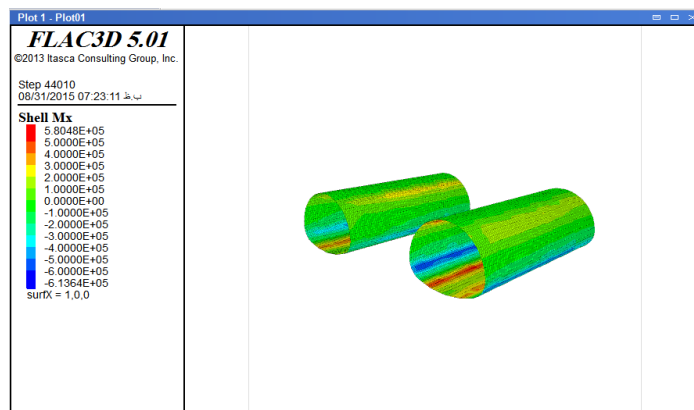 Plot 1 - Plot01
FLAC3D 5.01
©2013 Itasca Consulting Group, Inc.
Step 44010
08/31/2015 07:23:11 ب.ظ
Shell Mx
5.8048E+05
5.0000E+05
4.0000E+05
3.0000E+05
2.0000E+05
1.0000E+05
0.0000E+00
-1.0000E+05
-2.0000E+05
-3.0000E+05
-4.0000E+05
-5.0000E+05
-6.0000E+05
-6.1364E+05
surfX = 1,0,0